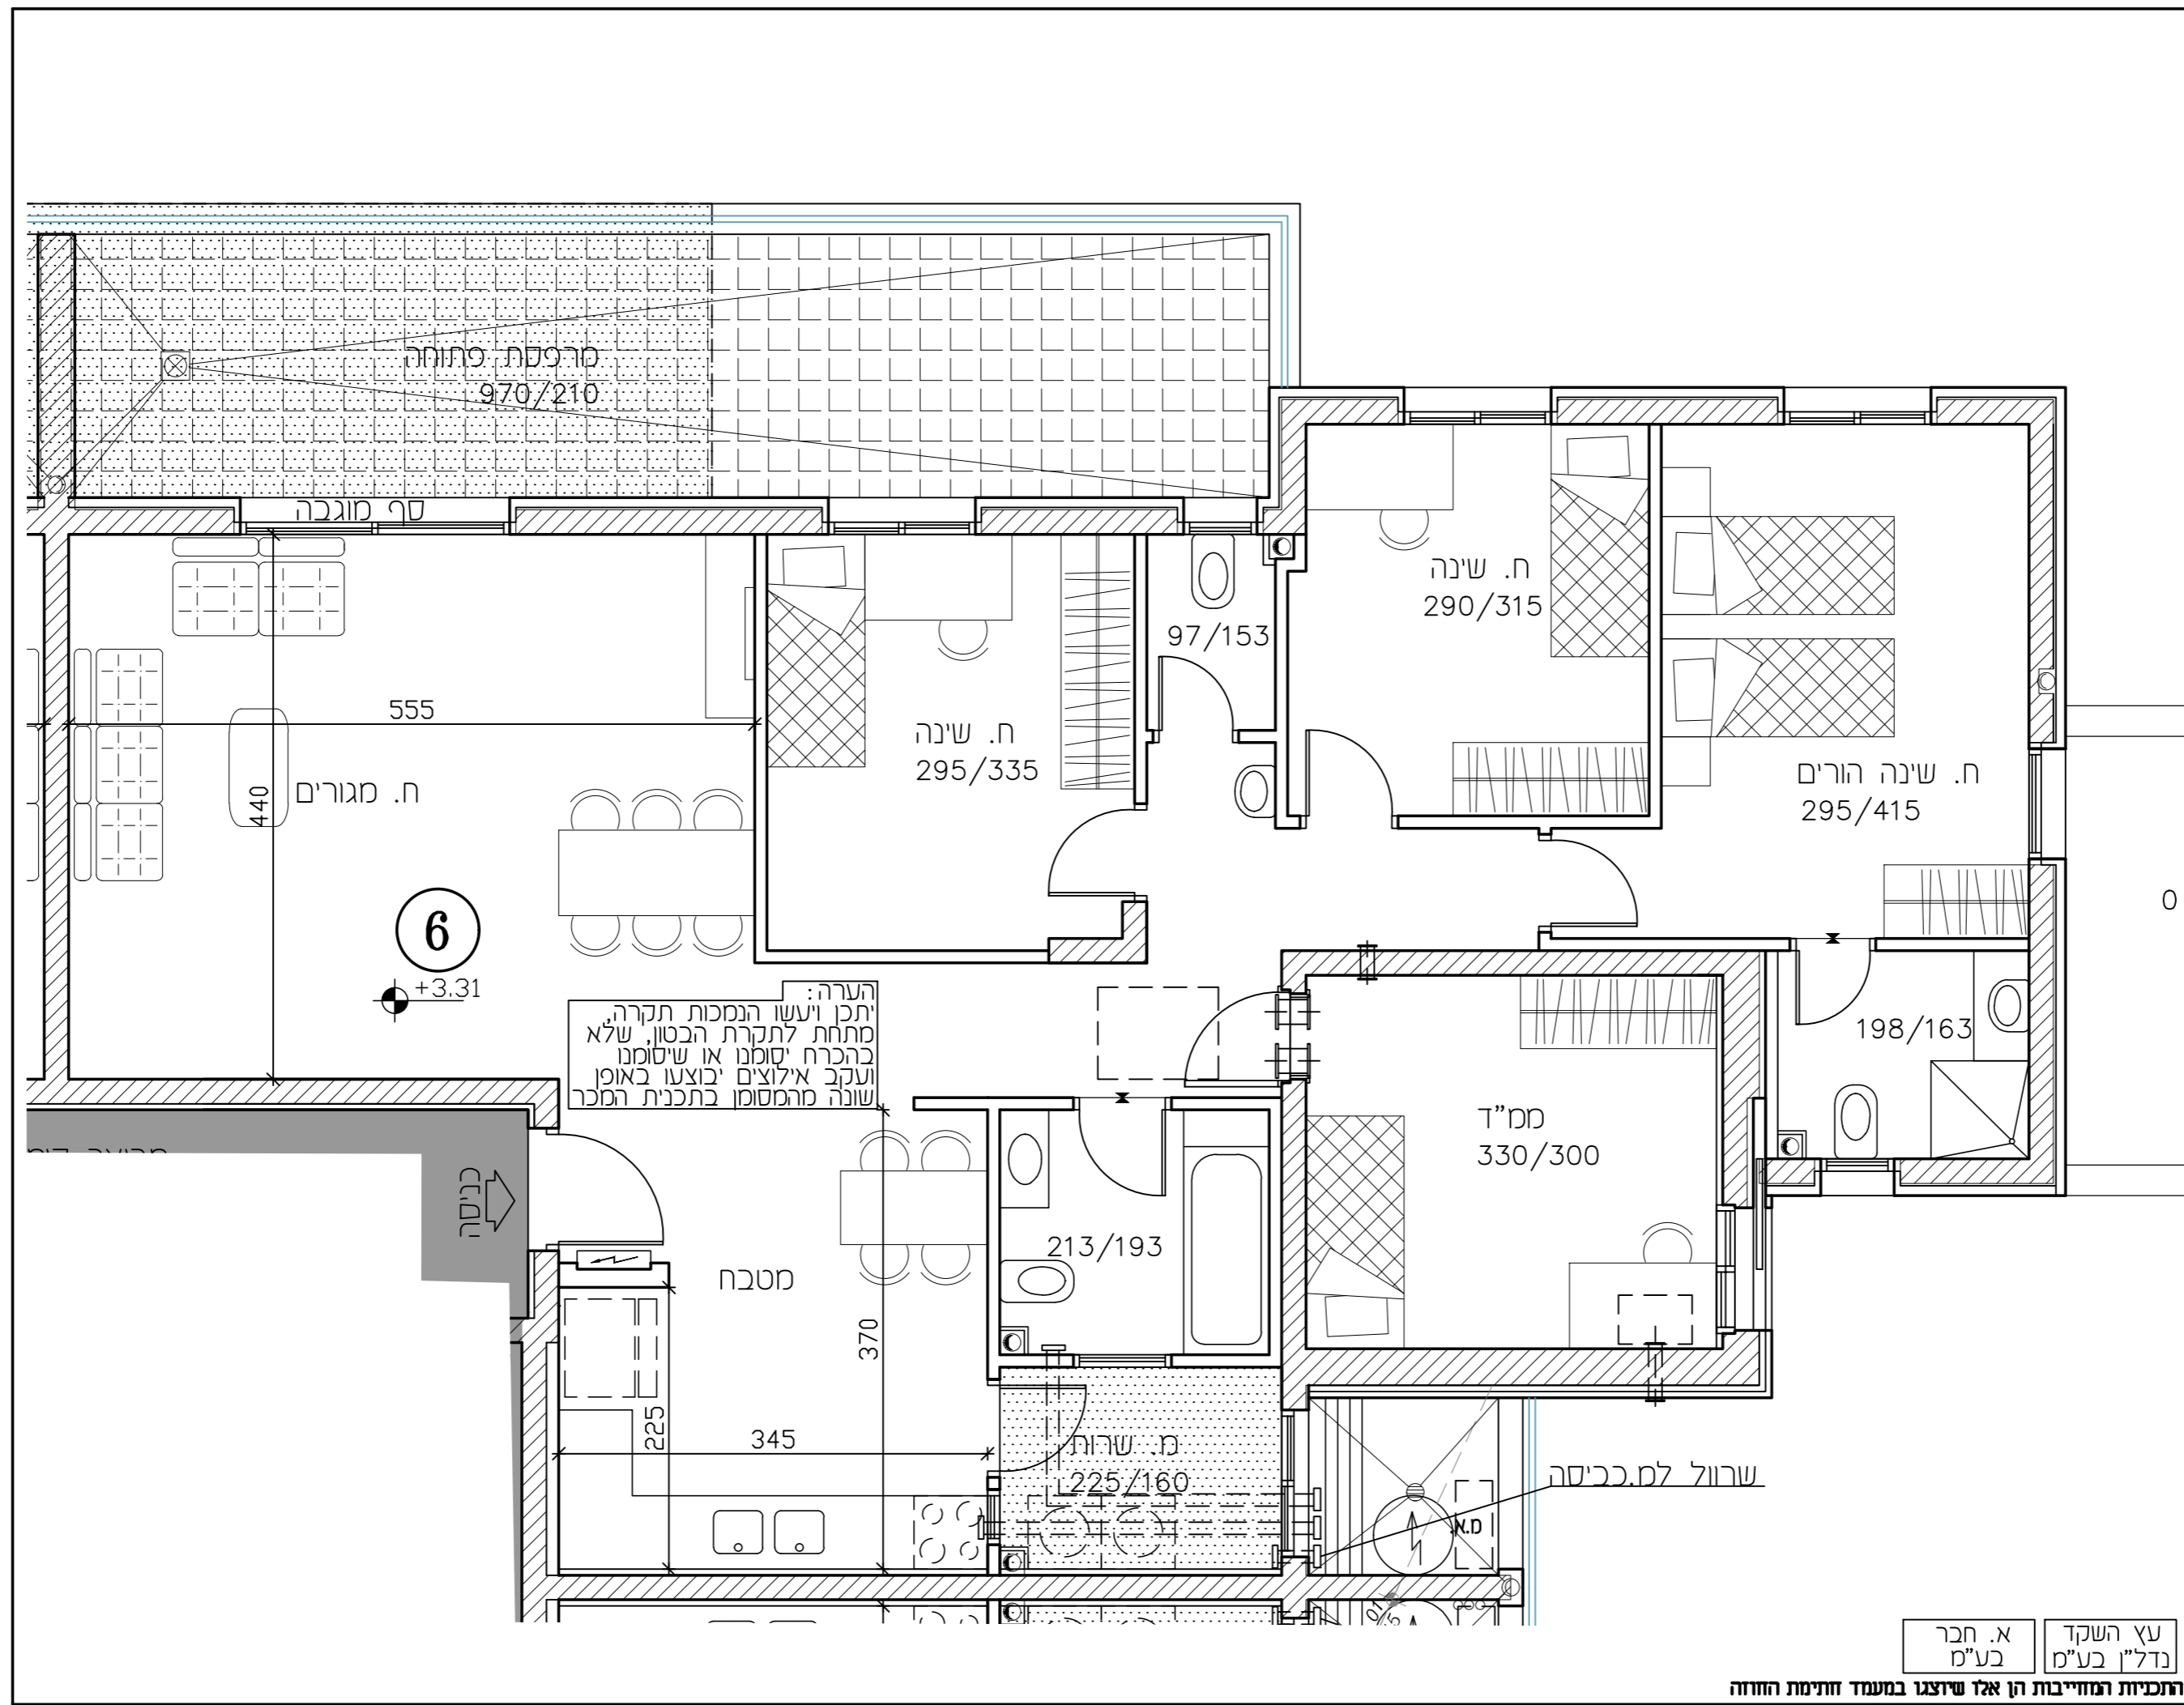 מרפסת פתוחה
970/210
סף מוגבה
ח. שינה
290/315
97/153
555
ח. שינה
295/335
ח. מגורים
440
ח. שינה הורים
295/415
6
+3.31
הערה:
יתכן ויעשו הנמכות תקרה,
מתחת לתקרת הבטון, שלא
בהכרח יסומנו או שיסומנו
ועקב אילוצים יבוצעו באופן
שונה מהמסומן בתכנית המכר
198/163
ממ"ד
330/300
כניסה
213/193
מטבח
370
225
345
מ. שרות
225/160
שרוול למ.כביסה
מ.א.
0
עץ השקד
נדל"ן בע"מ
א. חבר
בע"מ
התכניות המחייבות הן אלו שיוצגו במעמד חתימת החוזה